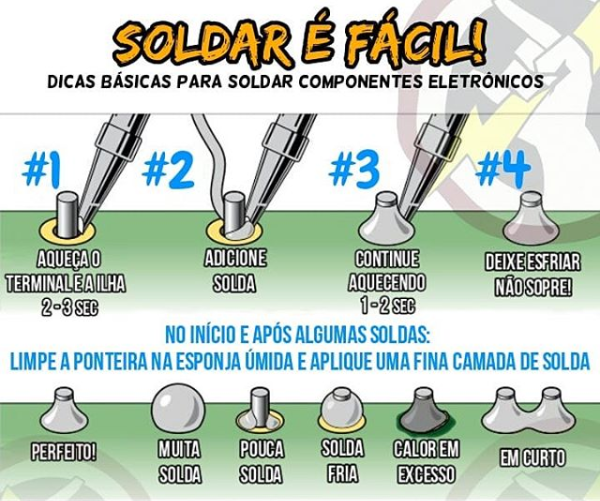 SOLDAR É FÁCIL!
DICAS BÁSICAS PARA SOLDAR COMPONENTES ELETRÔNICOS
#1
#2
#3
#4
AQUEÇA O
TERMINAL E A ILHA
2 - 3 SEC
ADICIONE
SOLDA
CONTINUE
AQUECENDO
1 - 2 SEC
DEIXE ESFRIAR
NÃO SOPRE!
NO INÍCIO E APÓS ALGUMAS SOLDAS:
LIMPE A PONTEIRA NA ESPONJA ÚMIDA E APLIQUE UMA FINA CAMADA DE SOLDA
PERFEITO!
MUITA
SOLDA
POUCA
SOLDA
SOLDA
FRIA
CALOR EM
EXCESSO
EM CURTO